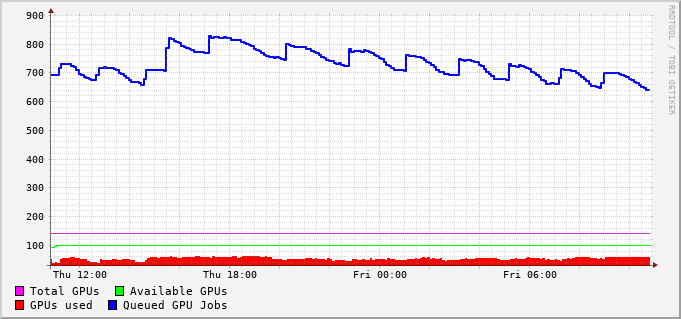 900
800
700
600
500
400
300
200
100
Thu 12:00 Thu 18:00 Fri 00:00 Fri 06:00
Total GPUs Available GPUs
GPUs used Queued GPU Jobs
RRDTOOL / TOBI OETIKER